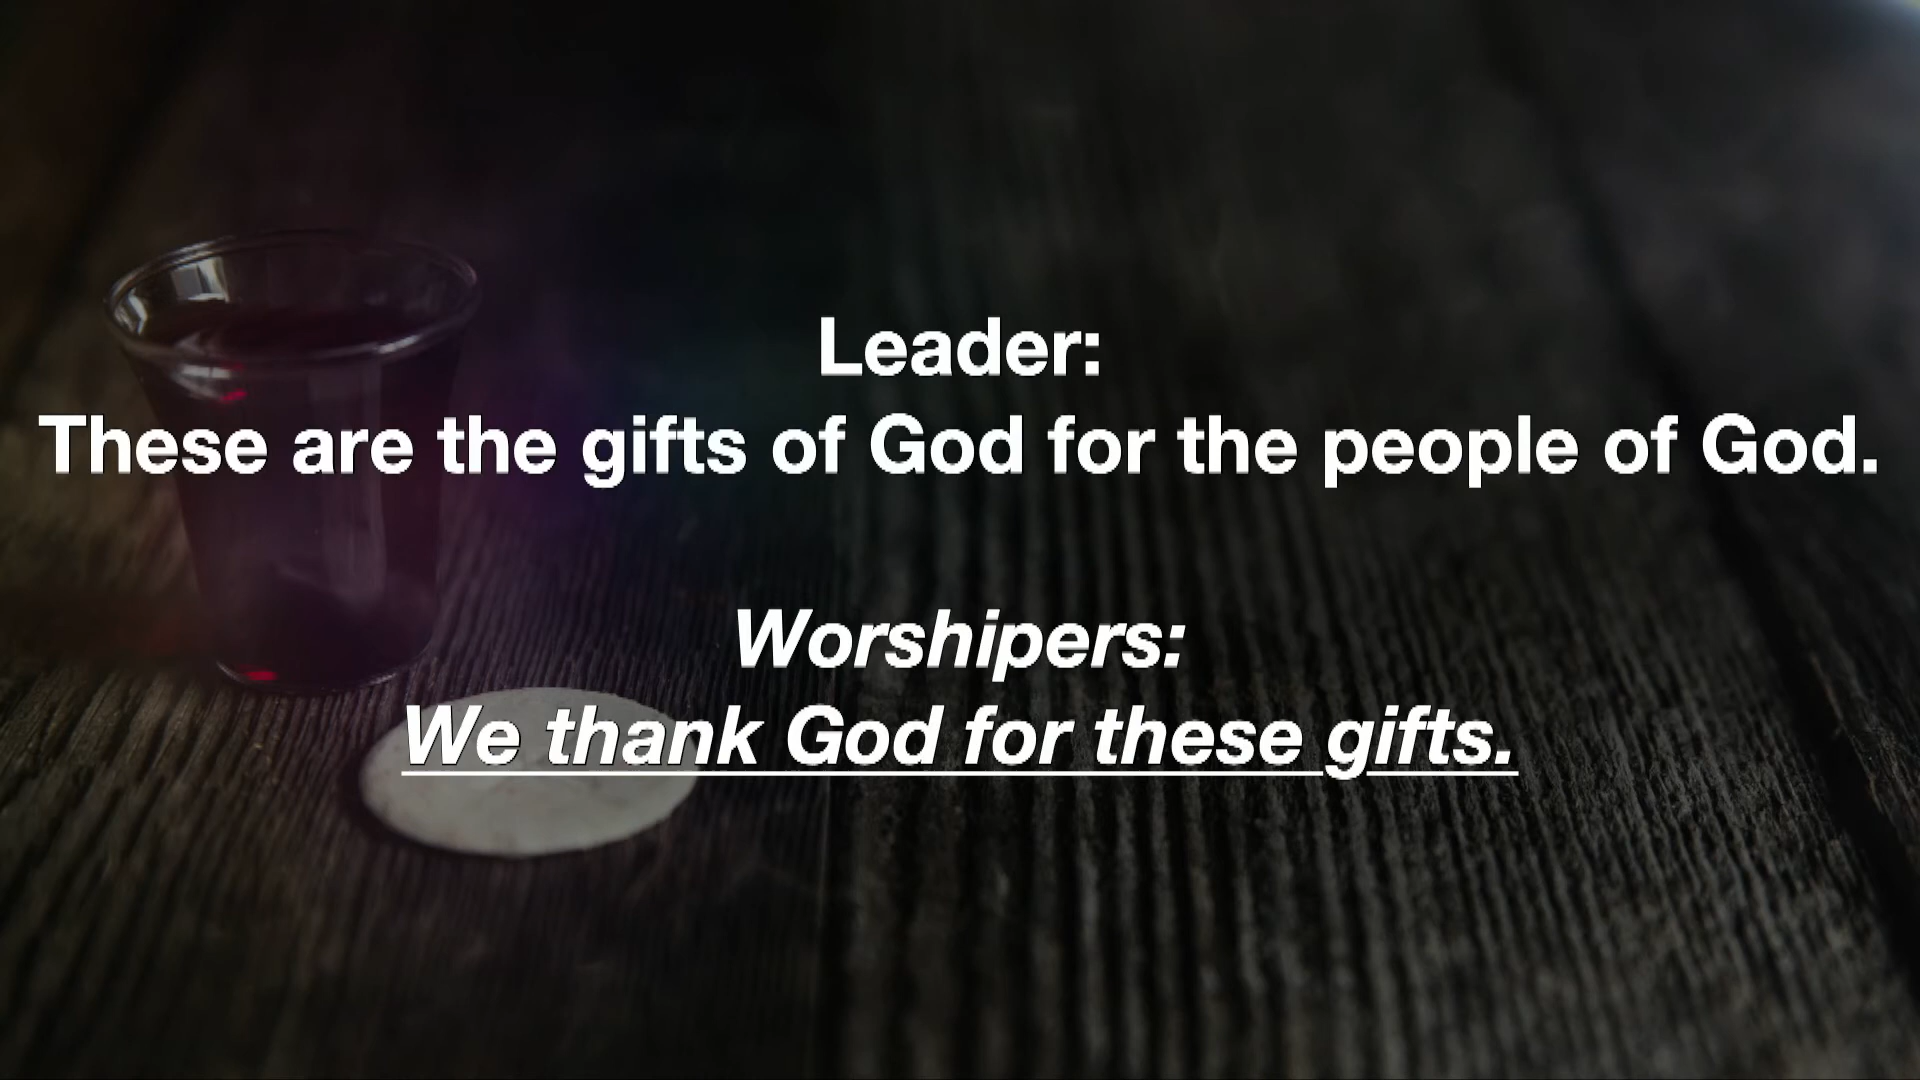 Leader:
These are the gifts of God for the people of God.
Worshipers:
We thank God for these gifts.